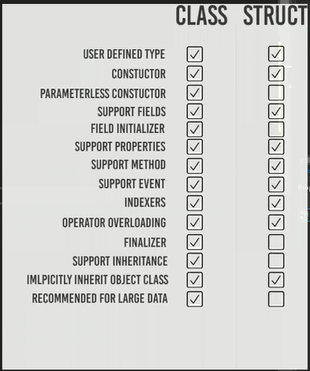 CLASS STRUCT
USER DEFINED TYPE
CONSTUCTOR
PARAMETERLESS CONSTUCTOR
SUPPORT FIELDS
FIELD INITIALIZER
SUPPORT PROPERTIES
SUPPORT METHOD
SUPPORT EVENT
INDEXERS
OPERATOR OVERLOADING
FINALIZER
SUPPORT INHERITANCE
IMLPICITLY INHERIT OBJECT CLASS
RECOMMENDED FOR LARGE DATA